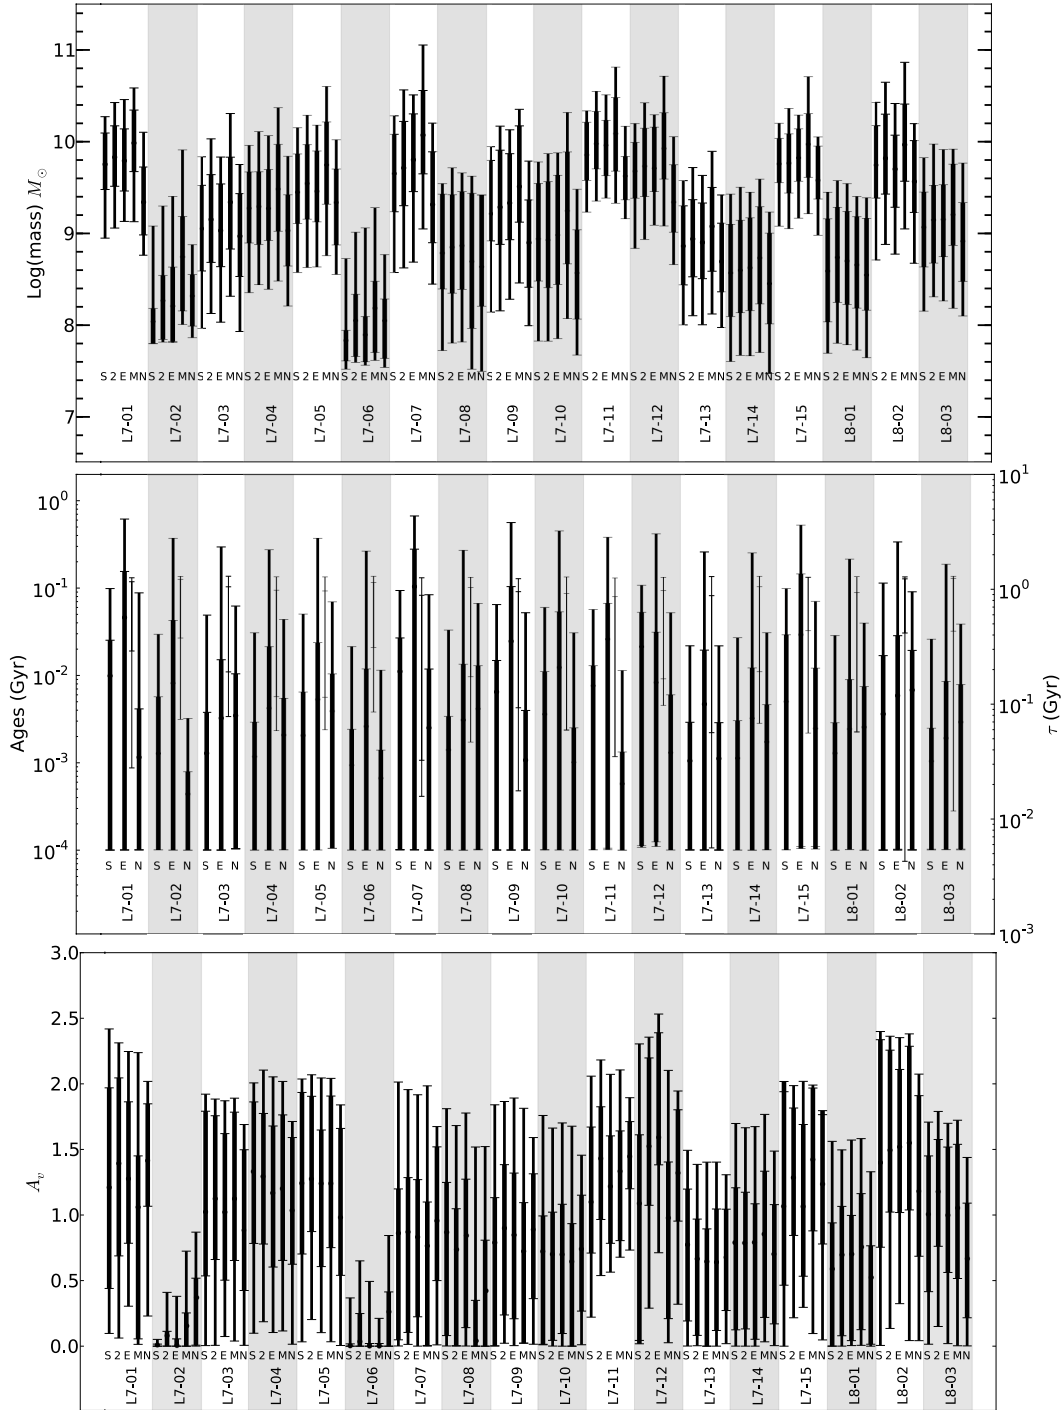 11
10
9
8
7
Log(mass) M⊙
S 2 E MN S 2 E MN S 2 E MN S 2 E MN S 2 E MN S 2 E MN S 2 E MN S 2 E MN S 2 E MN S 2 E MN S 2 E MN S 2 E MN S 2 E MN S 2 E MN S 2 E MN S 2 E MN S 2 E MN S 2 E MN
L7-01 L7-02 L7-03 L7-04 L7-05 L7-06 L7-07 L7-08 L7-09 L7-10 L7-11 L7-12 L7-13 L7-14 L7-15 L8-01 L8-02 L8-03
10^0
10^-1
10^-2
10^-3
10^-4
Ages (Gyr)
10^1
10^0
10^-1
10^-2
10^-3
τ (Gyr)
S E N S E N S E N S E N S E N S E N S E N S E N S E N S E N S E N S E N S E N S E N S E N S E N S E N S E N
L7-01 L7-02 L7-03 L7-04 L7-05 L7-06 L7-07 L7-08 L7-09 L7-10 L7-11 L7-12 L7-13 L7-14 L7-15 L8-01 L8-02 L8-03
3.0
2.5
2.0
1.5
1.0
0.5
0.0
A_v
S 2 E MN S 2 E MN S 2 E MN S 2 E MN S 2 E MN S 2 E MN S 2 E MN S 2 E MN S 2 E MN S 2 E MN S 2 E MN S 2 E MN S 2 E MN S 2 E MN S 2 E MN S 2 E MN S 2 E MN S 2 E MN
L7-01 L7-02 L7-03 L7-04 L7-05 L7-06 L7-07 L7-08 L7-09 L7-10 L7-11 L7-12 L7-13 L7-14 L7-15 L8-01 L8-02 L8-03